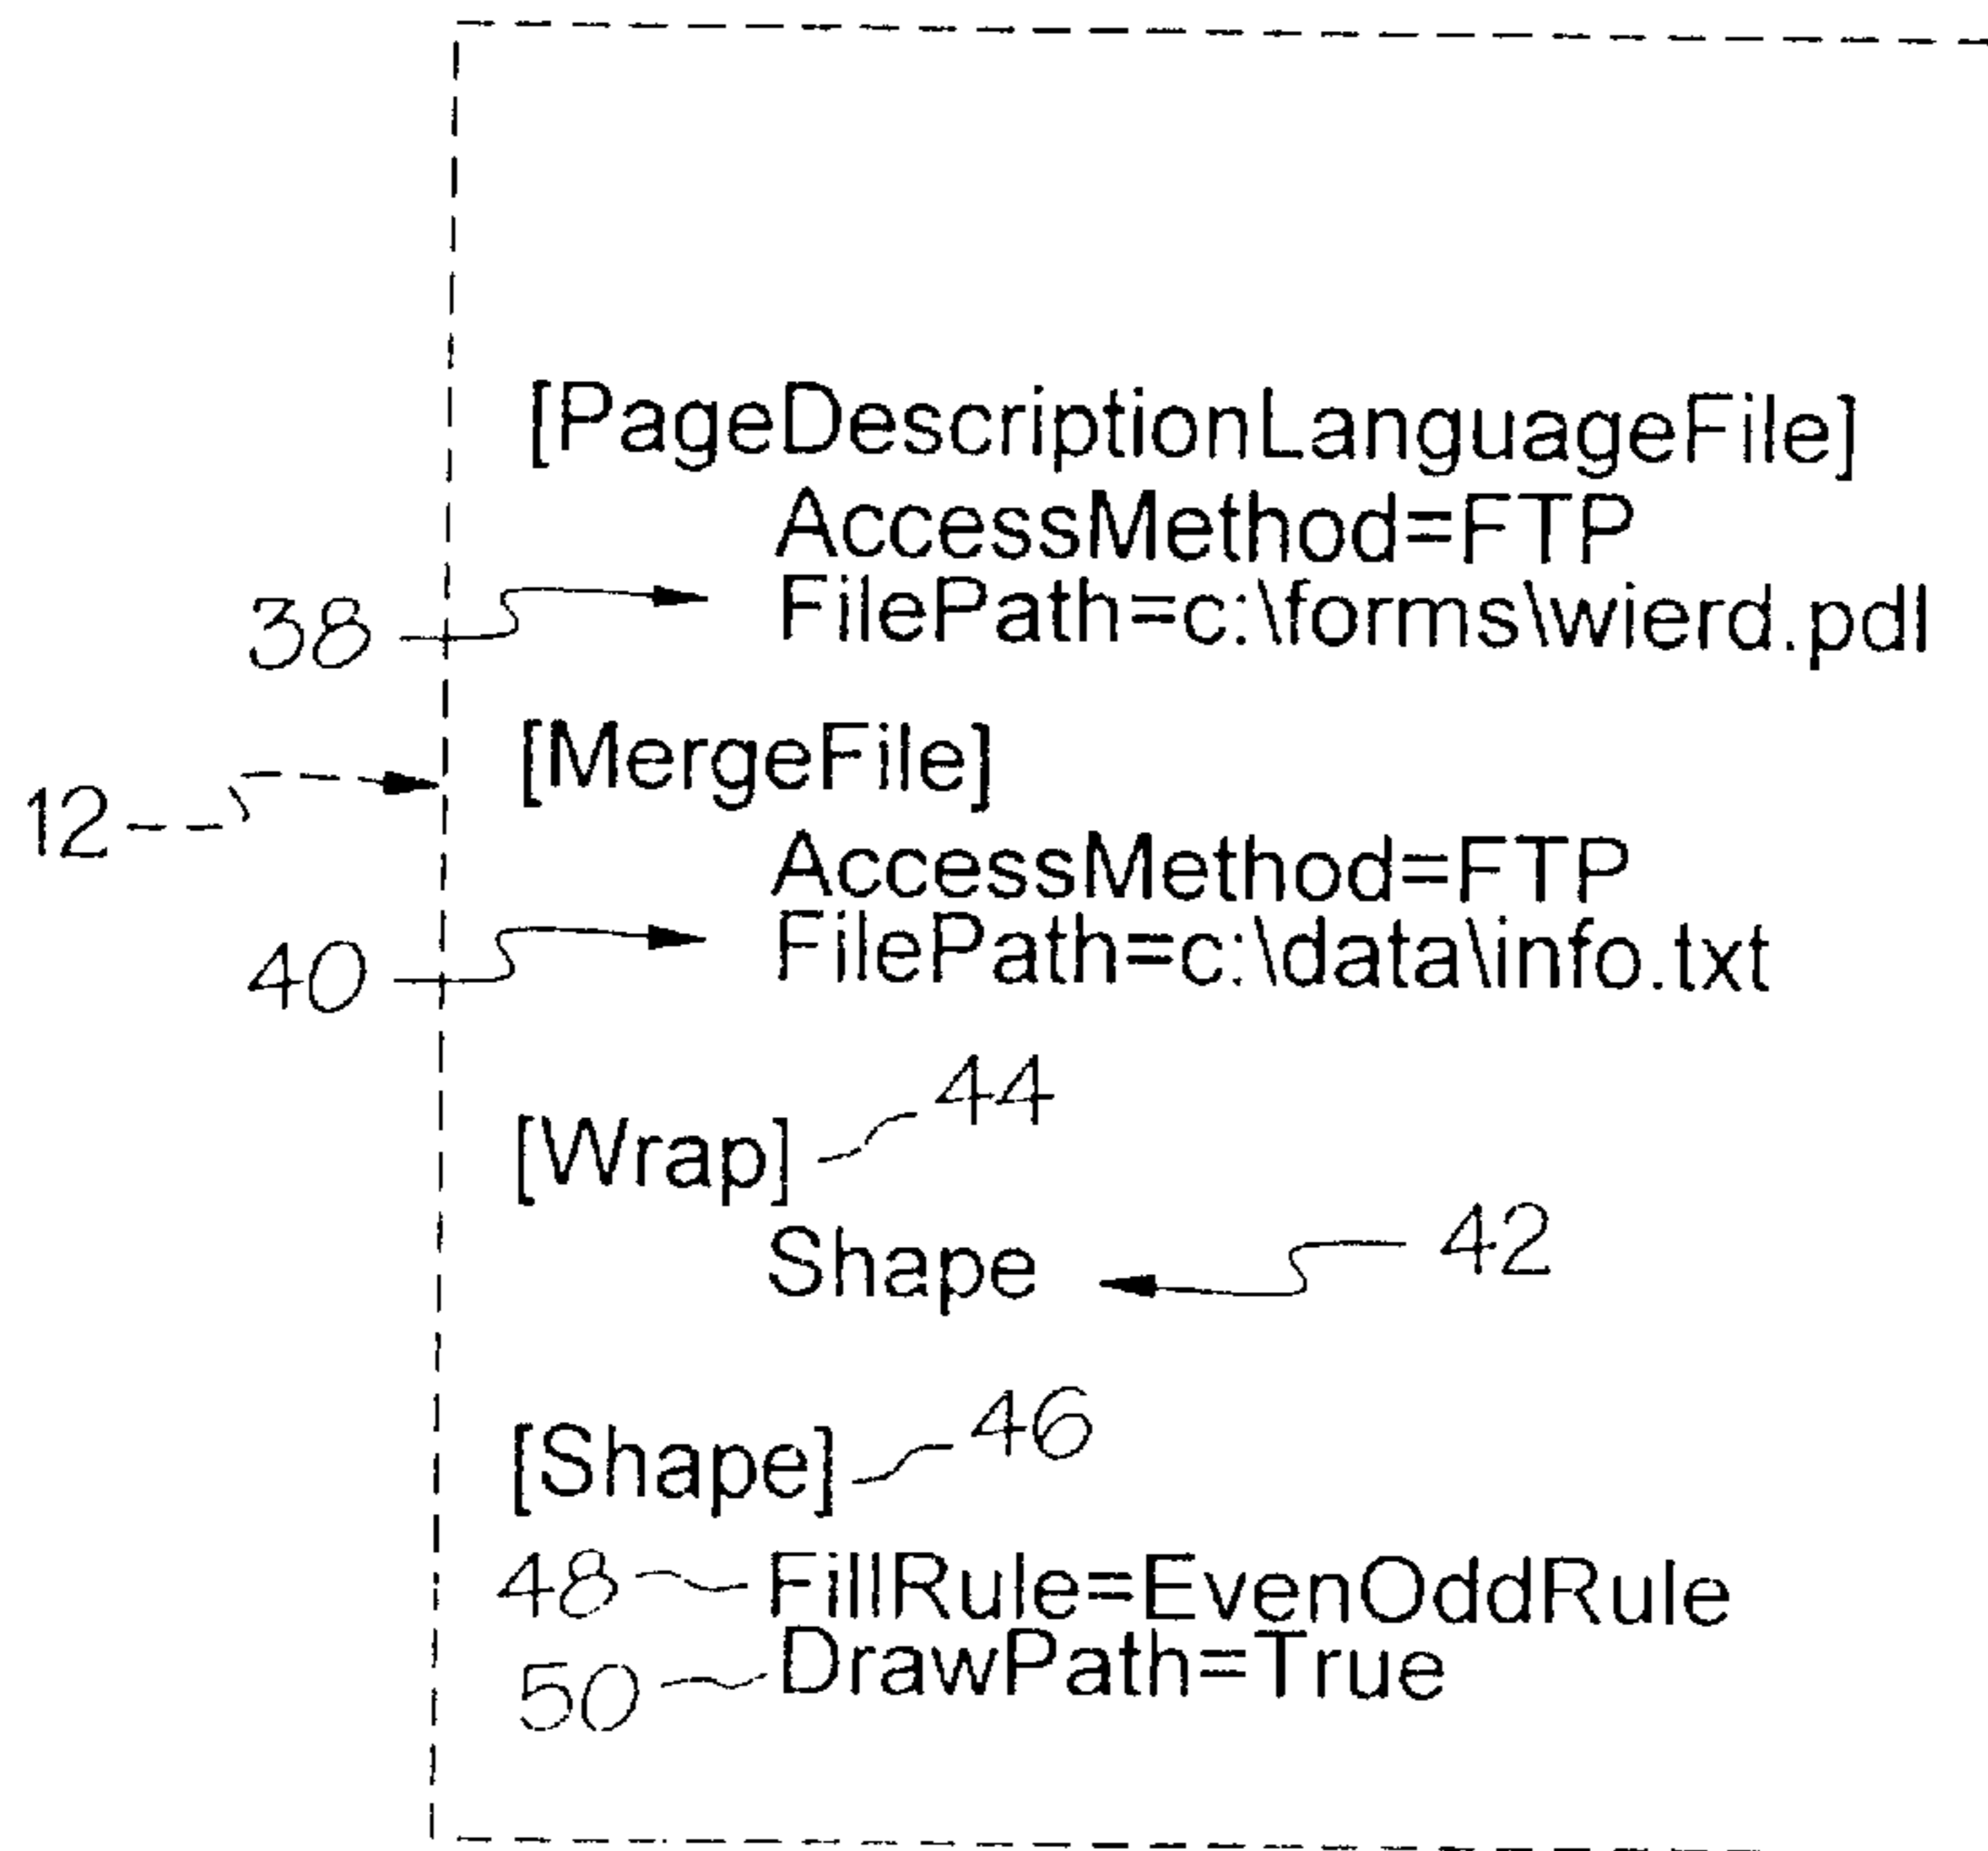 [PageDescriptionLanguageFile]
AccessMethod=FTP
38 FilePath=c:\forms\wierd.pdl
[MergeFile]
12
AccessMethod=FTP
40 FilePath=c:\data\info.txt
[Wrap] 44
Shape 42
[Shape] 46
48 FillRule=EvenOddRule
50 DrawPath=True